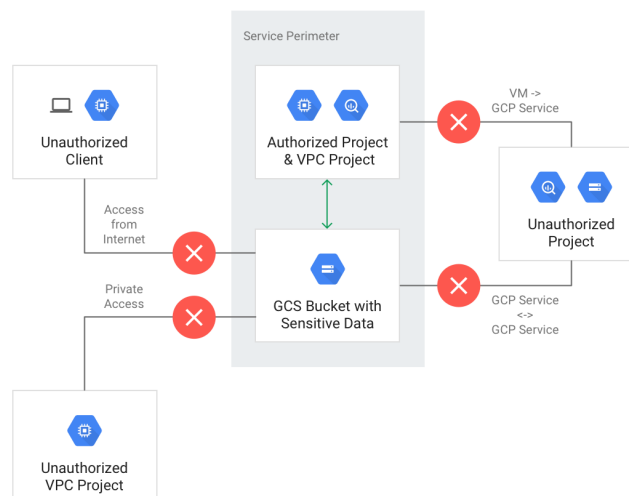 Service Perimeter
Unauthorized
Client
Authorized Project
& VPC Project
VM ->
GCP Service
Unauthorized
Project
Access
from
Internet
Private
Access
GCS Bucket with
Sensitive Data
GCP Service
<->
GCP Service
Unauthorized
VPC Project